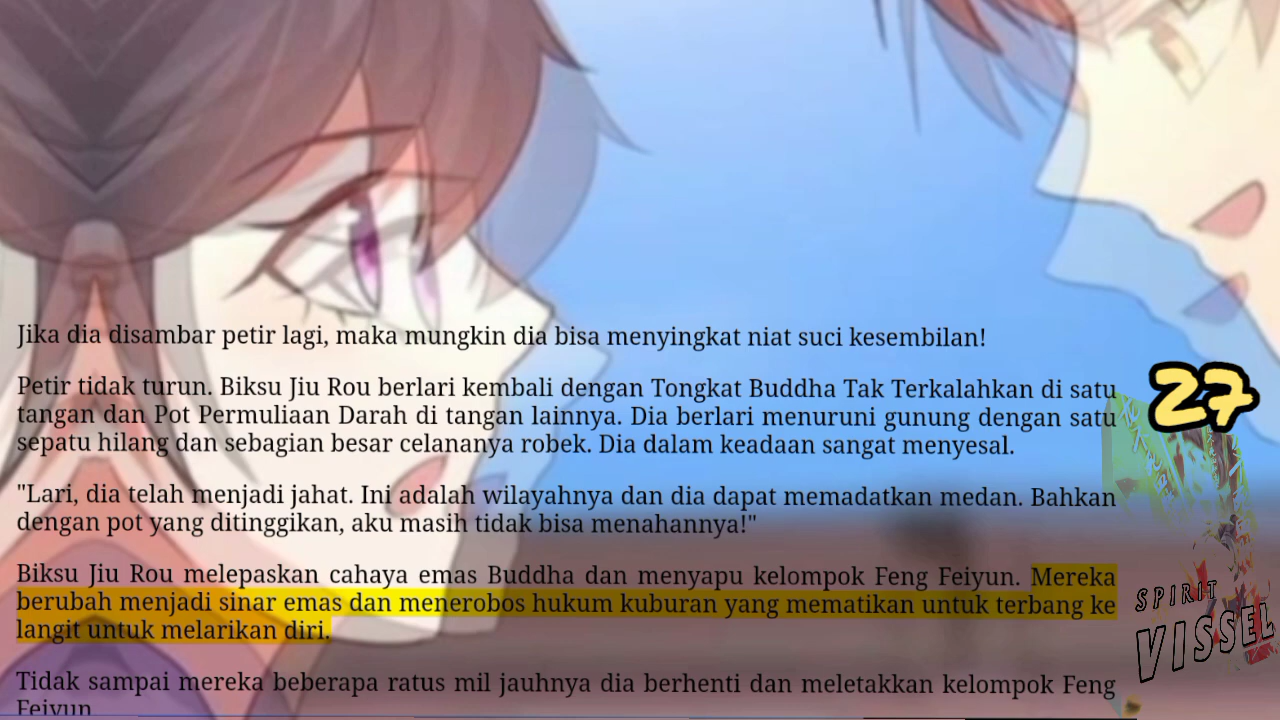 Jika dia disambar petir lagi, maka mungkin dia bisa menyingkat niat suci kesembilan!
Petir tidak turun. Biksu Jiu Rou berlari kembali dengan Tongkat Buddha Tak Terkalahkan di satu
tangan dan Pot Permuliaan Darah di tangan lainnya. Dia berlari menuruni gunung dengan satu
sepatu hilang dan sebagian besar celananya robek. Dia dalam keadaan sangat menyesal.
"Lari, dia telah menjadi jahat. Ini adalah wilayahnya dan dia dapat memadatkan medan. Bahkan
dengan pot yang ditinggikan, aku masih tidak bisa menahannya!"
Biksu Jiu Rou melepaskan cahaya emas Buddha dan menyapu kelompok Feng Feiyun. Mereka
berubah menjadi sinar emas dan menerobos hukum kuburan yang mematikan untuk terbang ke
langit untuk melarikan diri.
Tidak sampai mereka beberapa ratus mil jauhnya dia berhenti dan meletakkan kelompok Feng
Feiyun.
27
SPIRIT
VISSEL